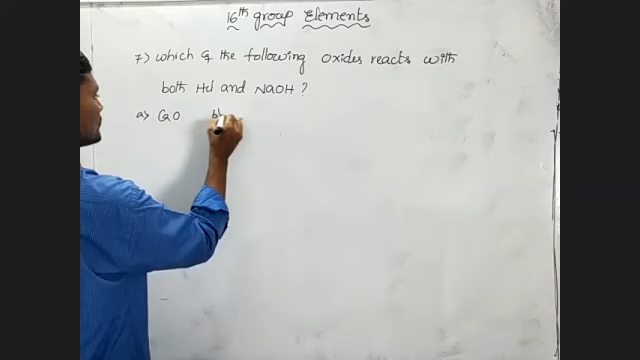 16th group Elements
7) which of the following oxides reacts with
both Hcl and NaOH ?
a) CaO b)